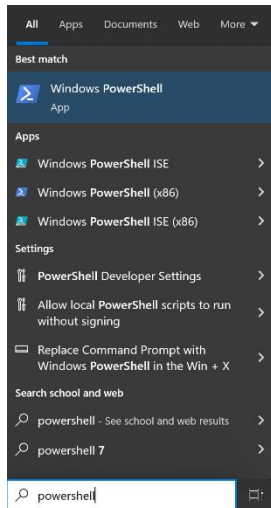 All Apps Documents Web More
Best match
Windows PowerShell
App
Apps
Windows PowerShell ISE
Windows PowerShell (x86)
Windows PowerShell ISE (x86)
Settings
PowerShell Developer Settings
Allow local PowerShell scripts to run
without signing
Replace Command Prompt with
Windows PowerShell in the Win + X
Search school and web
powershell - See school and web results
powershell 7
powershell